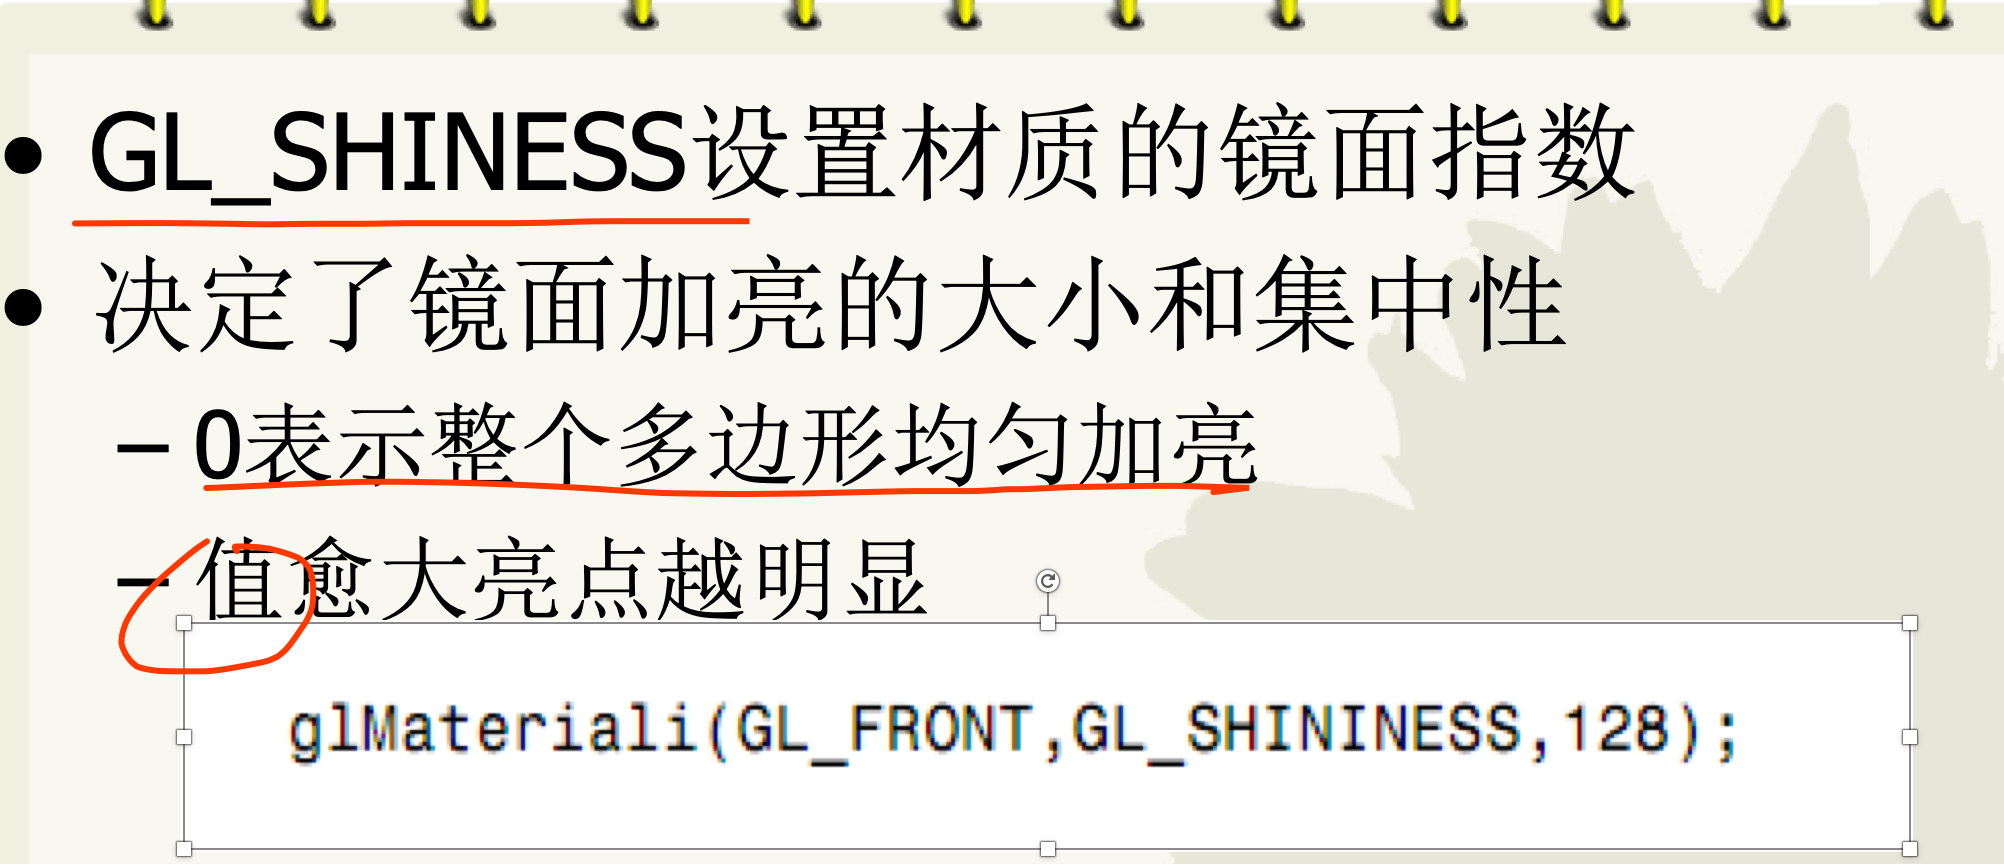 • GL_SHINESS设置材质的镜面指数
• 决定了镜面加亮的大小和集中性
– 0表示整个多边形均匀加亮
– 值愈大亮点越明显
glMateriali(GL_FRONT,GL_SHININESS,128);